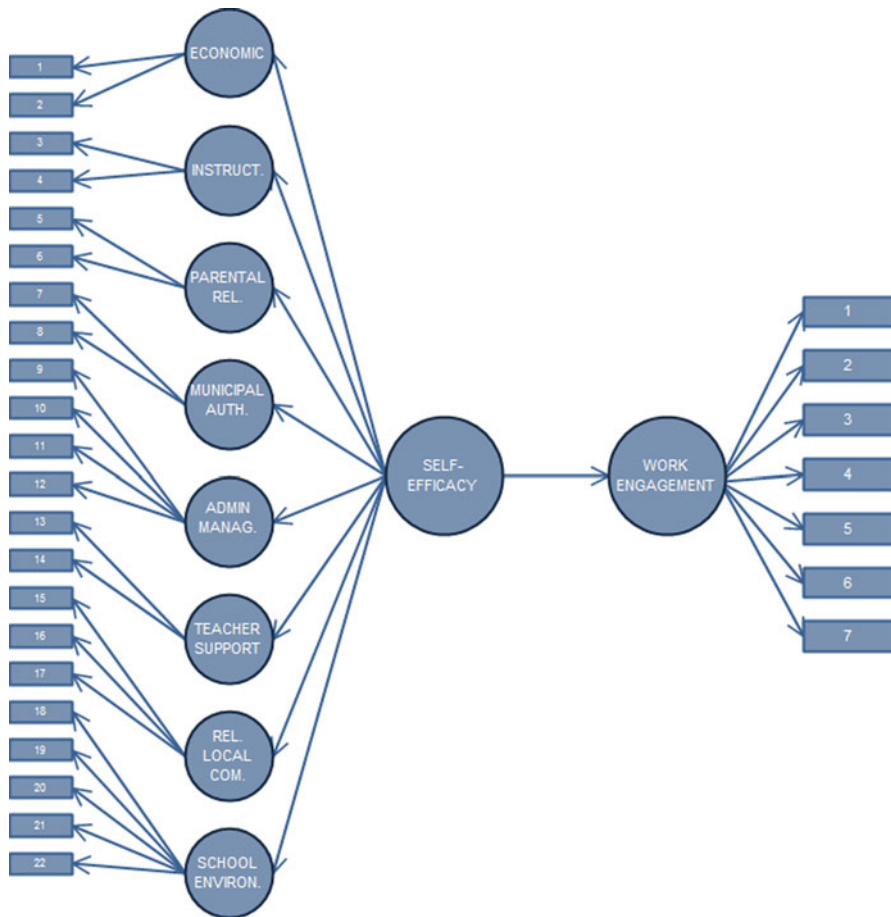 ECONOMIC
1
2
3
INSTRUCT.
4
5
6
PARENTAL
REL.
7
8
9
MUNICIPAL
AUTH.
10
11
12
ADMIN
MANAG.
13
14
15
TEACHER
SUPPORT
16
17
18
REL.
LOCAL
COM.
19
20
21
22
SCHOOL
ENVIRON.
SELF-
EFFICACY
WORK
ENGAGEMENT
1
2
3
4
5
6
7